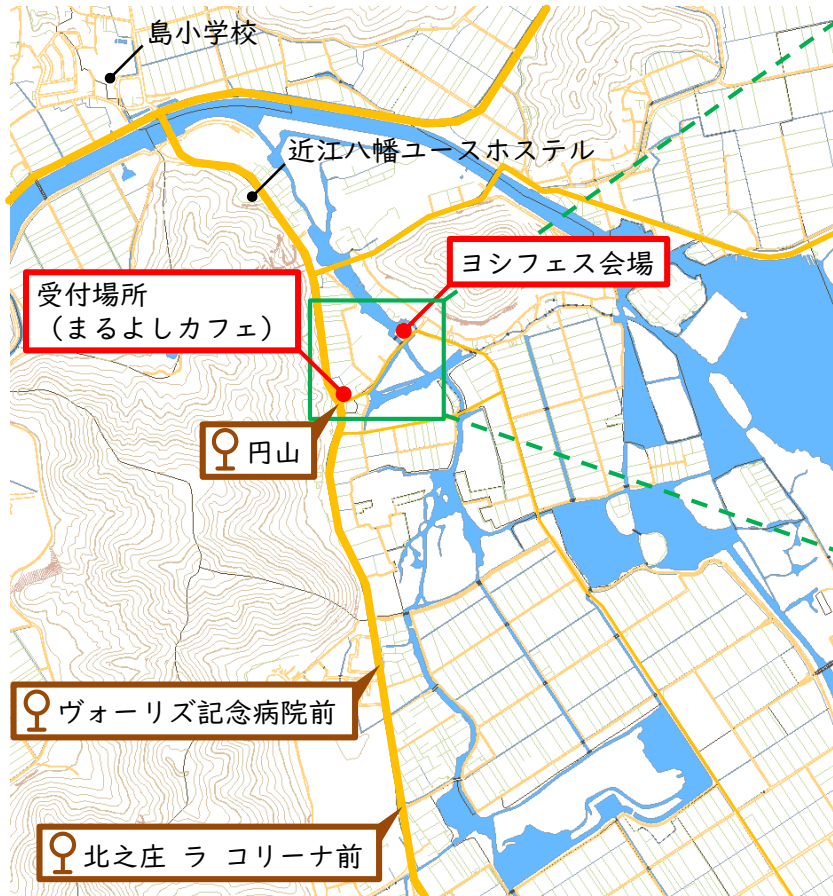 島小学校
近江八幡ユースホステル
ヨシフェス会場
受付場所
（まるよしカフェ）
円山
ヴォーリズ記念病院前
北之庄 ラ コリーナ前